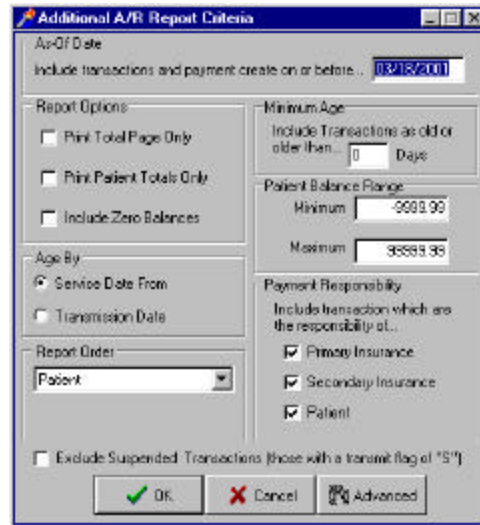 Additional A/R Report Criteria
As-Of Date
Include transactions and payment create on or before... 03/18/2001
Report Options
Print Total Page Only
Print Patient Totals Only
Include Zero Balances
Minimum Age
Include Transactions as old or
older than... 0 Days
Patient Balance Range
Minimum -9999.99
Maximum 99999.99
Age By
Service Date From
Transmission Date
Payment Responsibility
Include transaction which are
the responsibility of...
Primary Insurance
Secondary Insurance
Patient
Report Order
Patient
Exclude Suspended Transactions (those with a transmit flag of "S")
OK Cancel Advanced